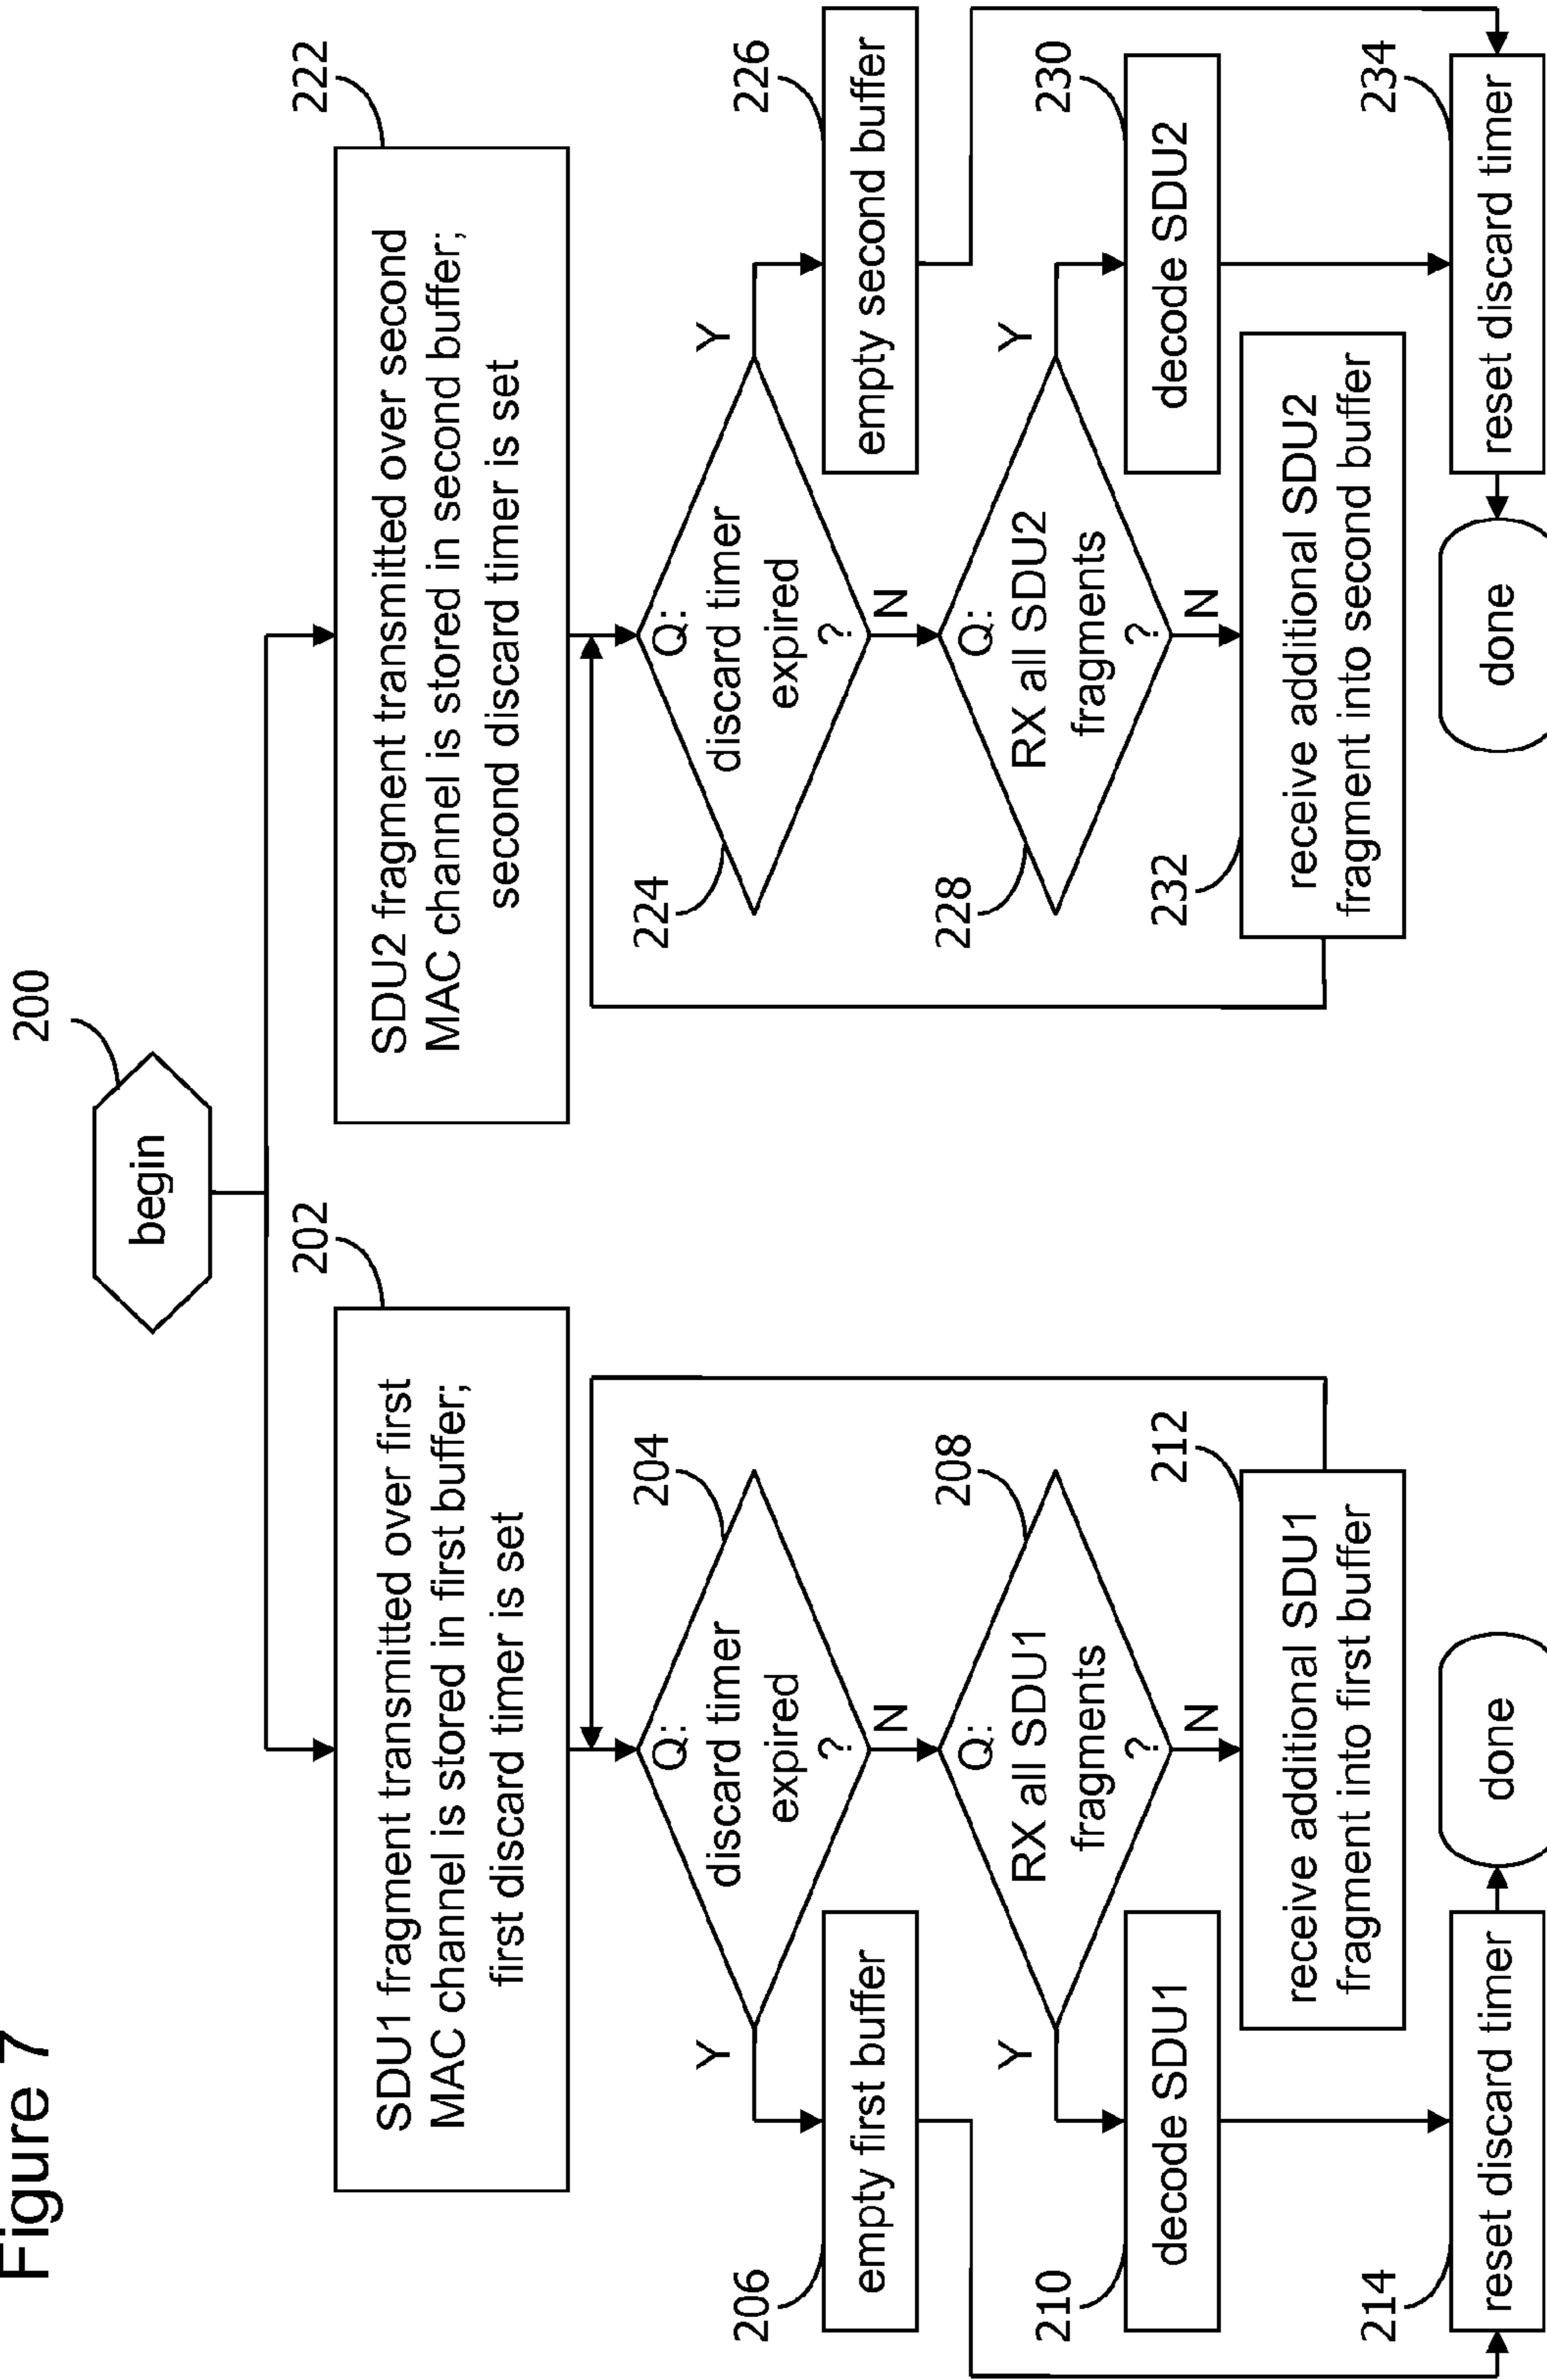 Figure 7
200
begin
202
SDU1 fragment transmitted over first
MAC channel is stored in first buffer;
first discard timer is set
204
Q:
discard timer
expired
?
Y
N
206
empty first buffer
208
Q:
RX all SDU1
fragments
?
Y
N
210
decode SDU1
212
receive additional SDU1
fragment into first buffer
214
reset discard timer
done
222
SDU2 fragment transmitted over second
MAC channel is stored in second buffer;
second discard timer is set
224
Q:
discard timer
expired
?
Y
N
226
empty second buffer
228
Q:
RX all SDU2
fragments
?
Y
N
230
decode SDU2
232
receive additional SDU2
fragment into second buffer
234
reset discard timer
done